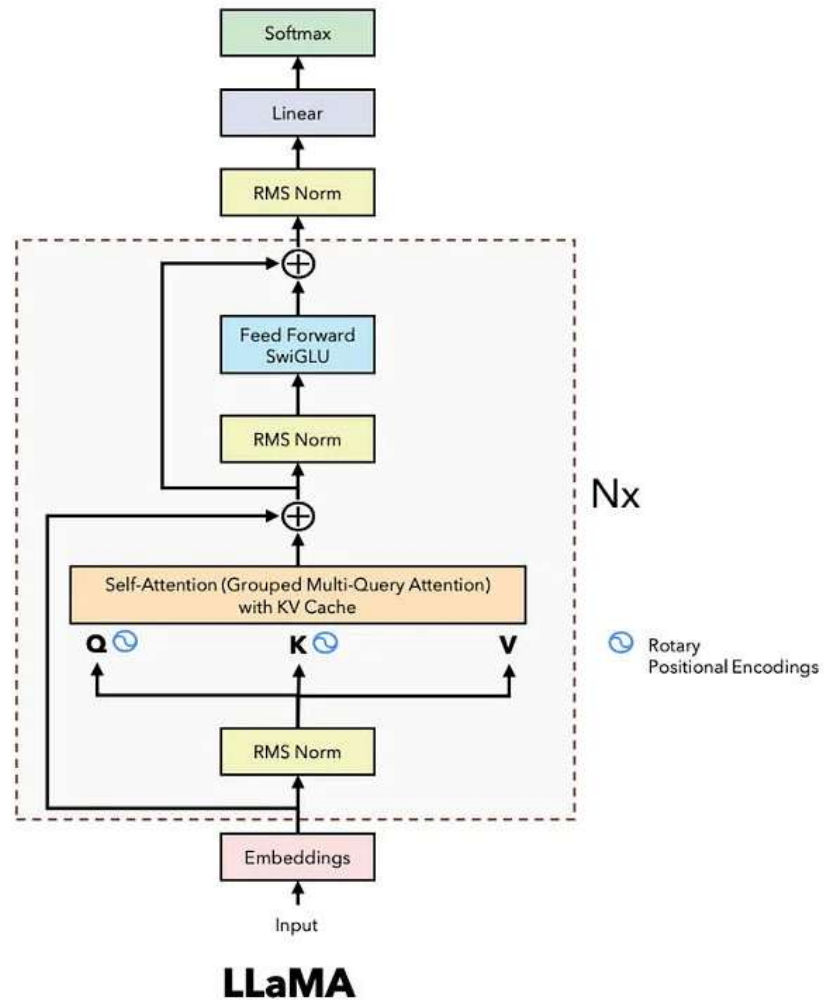 Softmax
Linear
RMS Norm
Feed Forward
SwiGLU
RMS Norm
Nx
Self-Attention (Grouped Multi-Query Attention)
with KV Cache
Q K V
Rotary
Positional Encodings
RMS Norm
Embeddings
Input
LLaMA